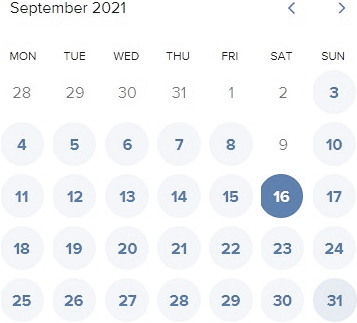 September 2021 < >
MON TUE WED THU FRI SAT SUN
28 29 30 31 1 2 3
4 5 6 7 8 9 10
11 12 13 14 15 16 17
18 19 20 21 22 23 24
25 26 27 28 29 30 31